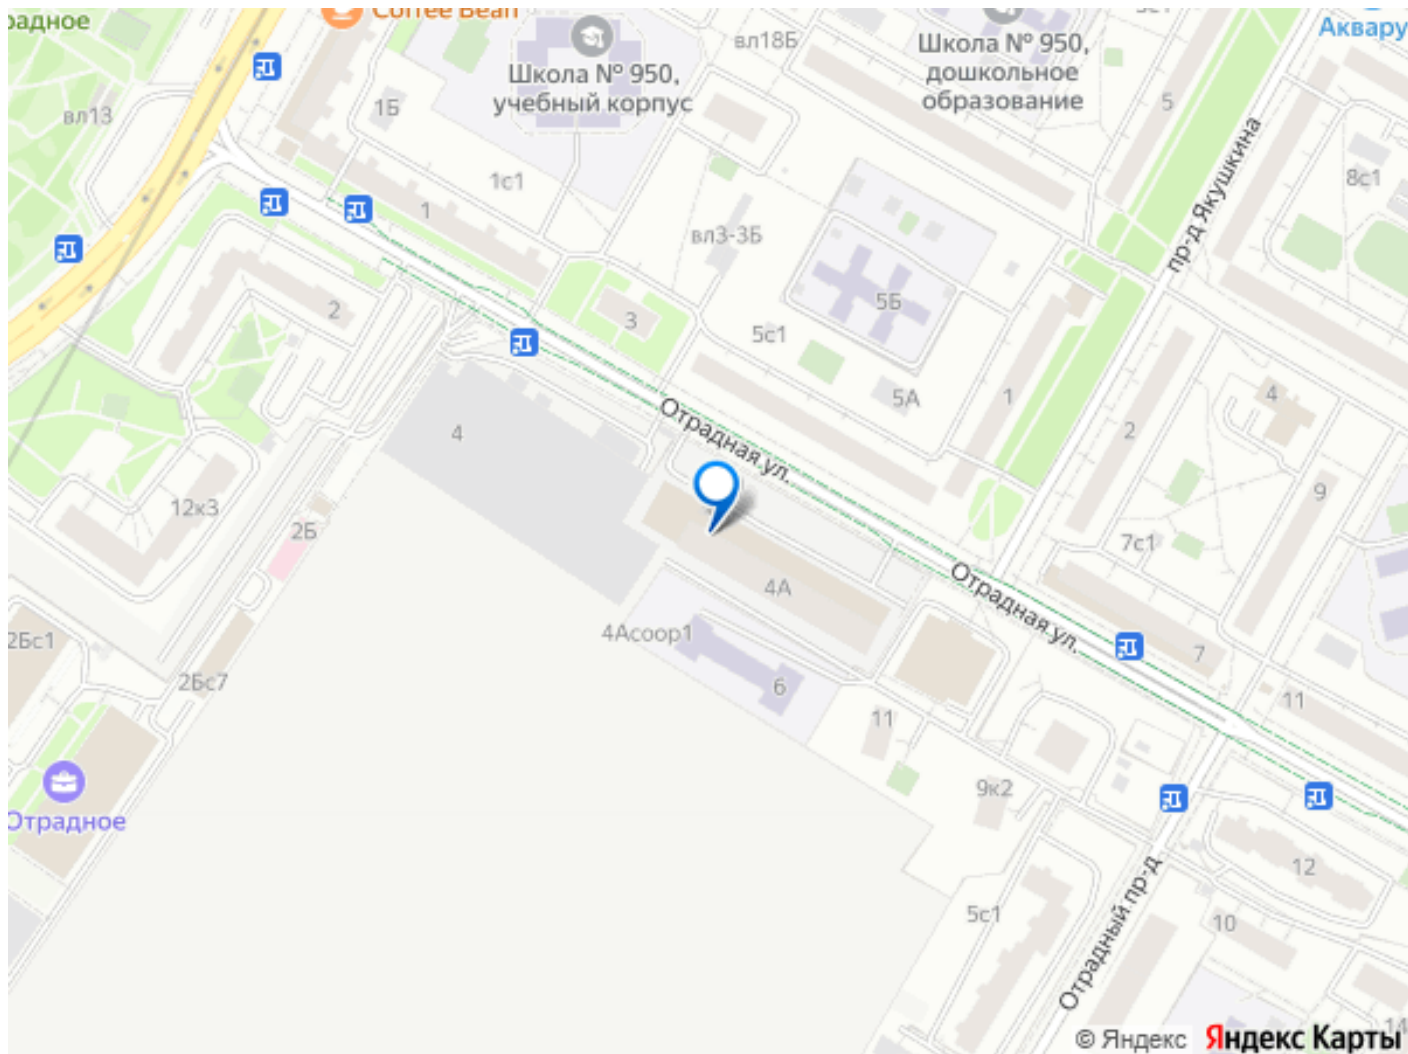 радное
Coffee Bean
5с1
Аквару
вл18Б
Школа № 950,
дошкольное
образование
Школа № 950,
учебный корпус
вл13
1Б
5
пр-д Якушкина
8с1
1с1
1
вл3-3Б
5Б
2
3
5с1
5А
1
4
Отрадная ул.
2
4
9
12к3
2Б
7с1
4А
Отрадная ул.
4Асоор1
2Бс1
7
2Бс7
6
11
11
9к2
Отрадное
12
5с1
10
Отрадный пр-д
14
© Яндекс
Яндекс Карты